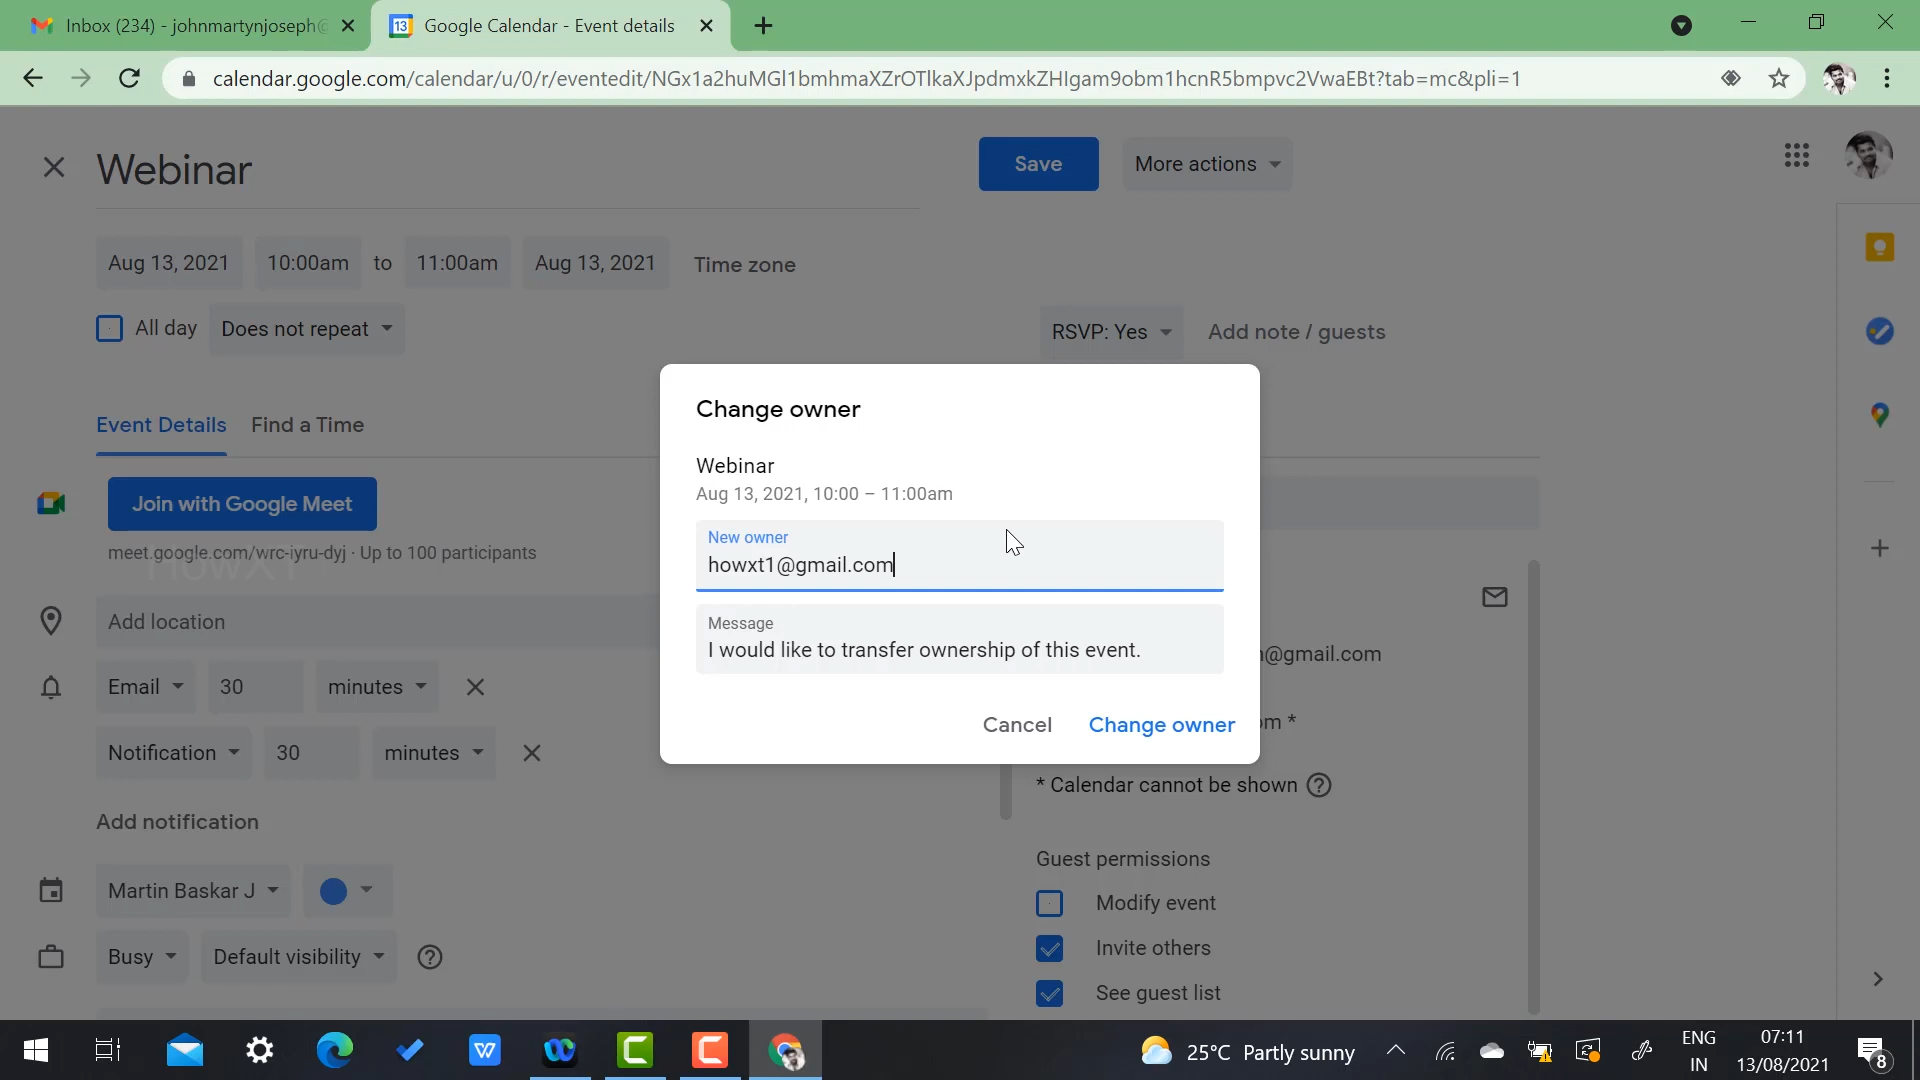 Inbox (234) - johnmartynjoseph@
Google Calendar - Event details
calendar.google.com/calendar/u/0/r/eventedit/NGx1a2huMGl1bmhmaXZrOTlkaXJpdmxkZHIgam9obm1hcnR5bmpvc2VwaEBt?tab=mc&pli=1
Webinar
Save
More actions
Aug 13, 2021
10:00am
to
11:00am
Aug 13, 2021
Time zone
All day
Does not repeat
RSVP: Yes
Add note / guests
Event Details
Find a Time
Join with Google Meet
meet.google.com/wrc-iyru-dyj · Up to 100 participants
HowXT
Add location
Email
30
minutes
Notification
30
minutes
Add notification
Martin Baskar J
Busy
Default visibility
Change owner
Webinar
Aug 13, 2021, 10:00 – 11:00am
New owner
howxt1@gmail.com
Message
I would like to transfer ownership of this event.
Cancel
Change owner
@gmail.com
om *
* Calendar cannot be shown
Guest permissions
Modify event
Invite others
See guest list
25°C Partly sunny
ENG
IN
07:11
13/08/2021
8